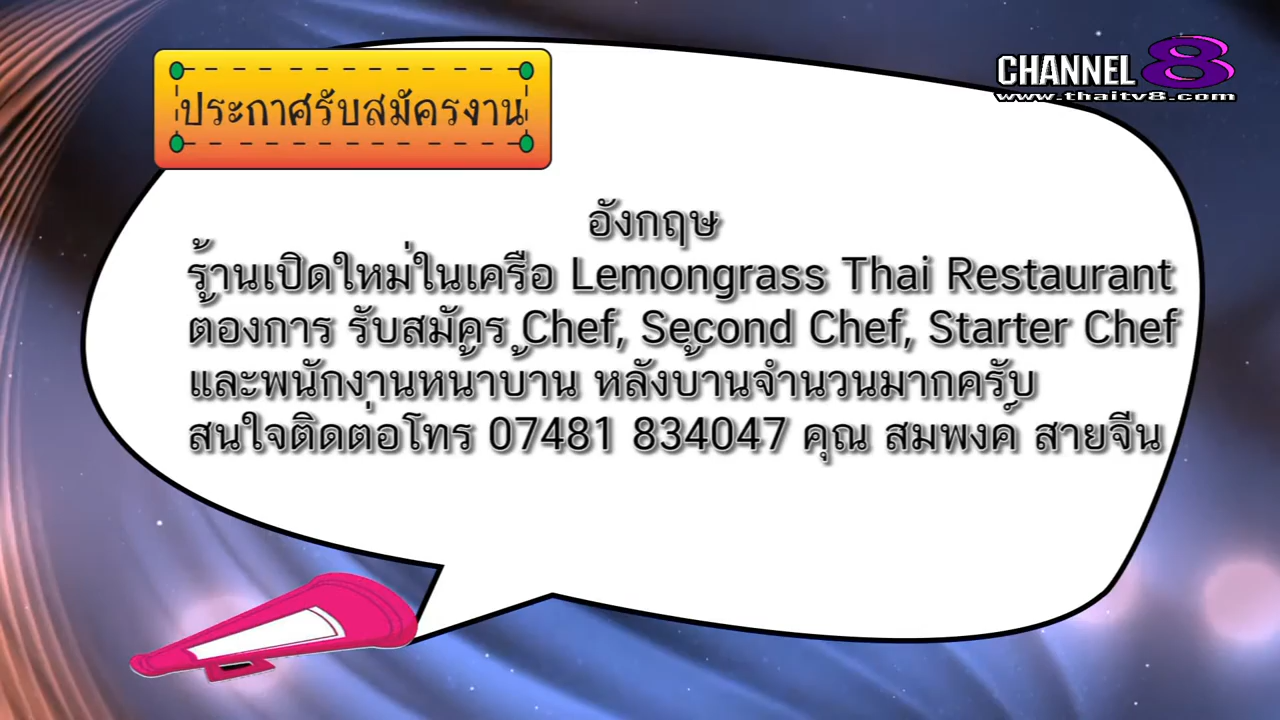 CHANNEL 8
www.thaitv8.com
ประกาศรับสมัครงาน
อังกฤษ
ร้านเปิดใหม่ในเครือ Lemongrass Thai Restaurant
ต้องการ รับสมัคร Chef, Second Chef, Starter Chef
และพนักงานหน้าบ้าน หลังบ้านจำนวนมากครับ
สนใจติดต่อโทร 07481 834047 คุณ สมพงค์ สายจีน